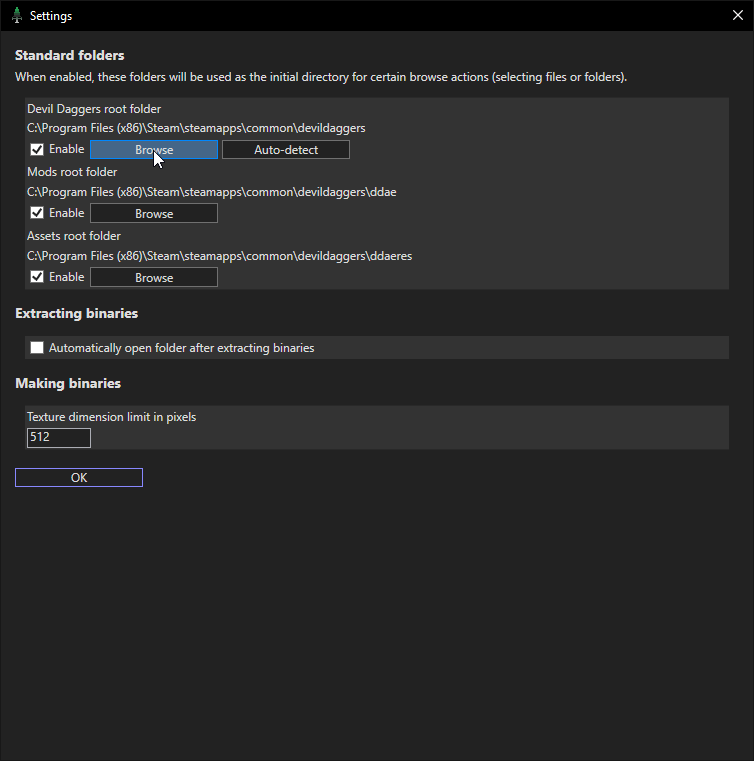 Settings
Standard folders
When enabled, these folders will be used as the initial directory for certain browse actions (selecting files or folders).
Devil Daggers root folder
C:\Program Files (x86)\Steam\steamapps\common\devildaggers
Enable Browse Auto-detect
Mods root folder
C:\Program Files (x86)\Steam\steamapps\common\devildaggers\ddae
Enable Browse
Assets root folder
C:\Program Files (x86)\Steam\steamapps\common\devildaggers\ddaeres
Enable Browse
Extracting binaries
Automatically open folder after extracting binaries
Making binaries
Texture dimension limit in pixels
512
OK